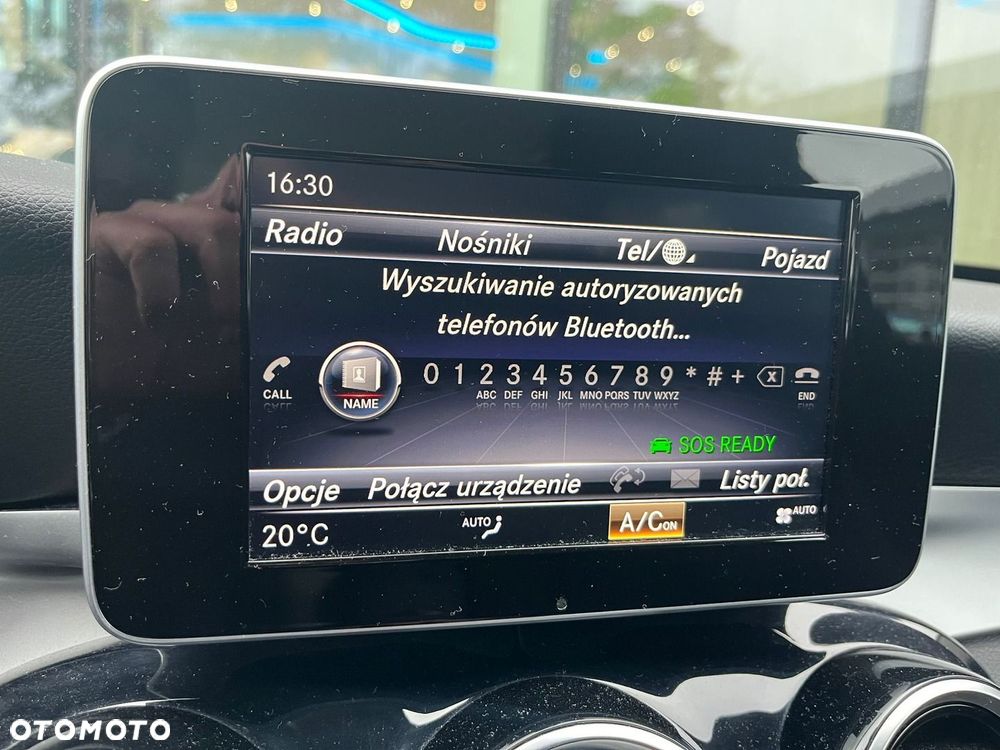 16:30
Radio Nośniki Tel/ Pojazd
Wyszukiwanie autoryzowanych
telefonów Bluetooth...
0 1 2 3 4 5 6 7 8 9 * # +
CALL NAME ABC DEF GHI JKL MNO PQRS TUV WXYZ END
SOS READY
Opcje Połącz urządzenie Listy poł.
20°C AUTO A/C ON AUTO
OTOMOTO